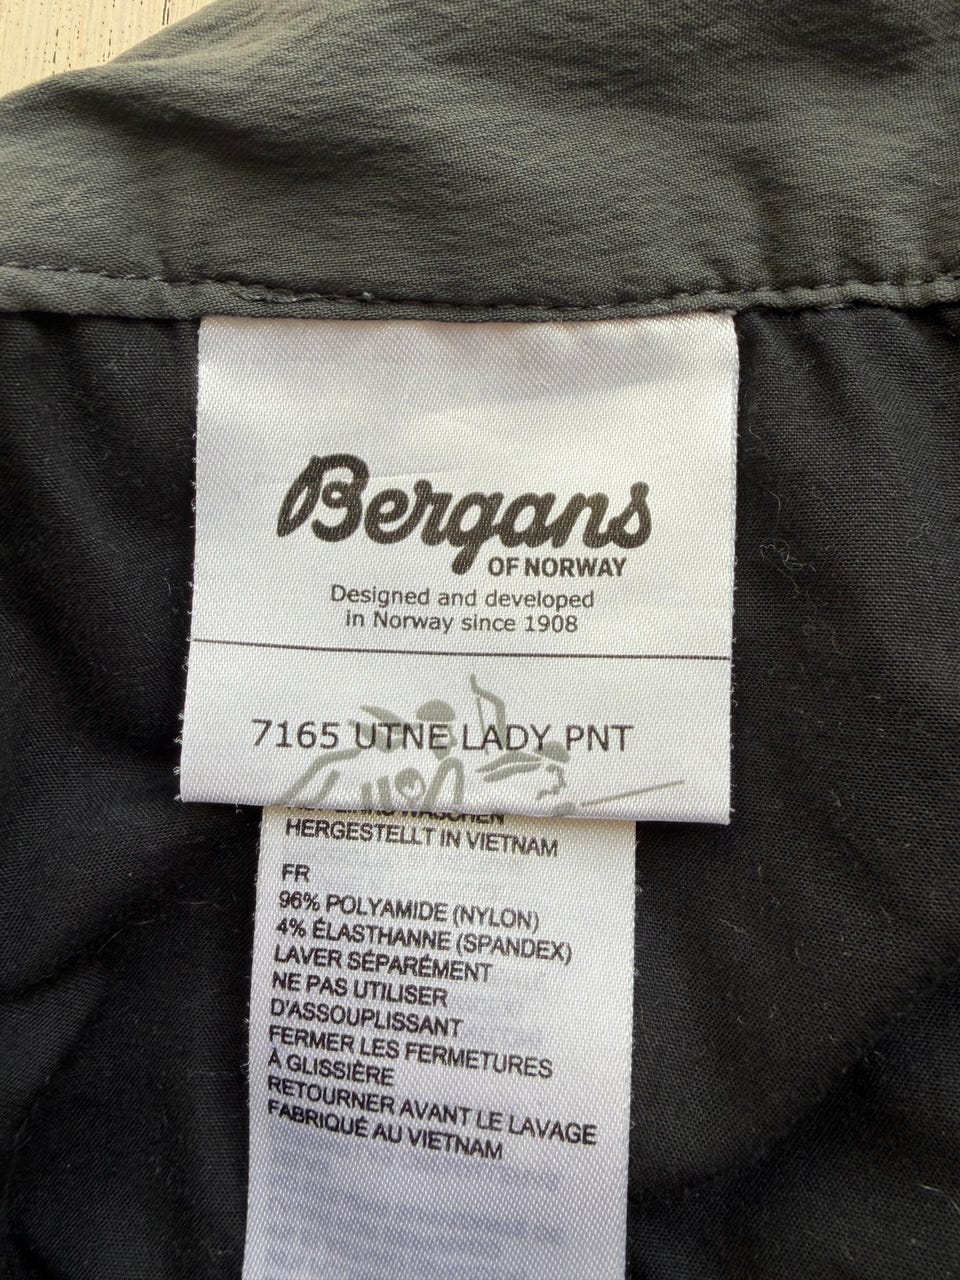 Bergans
OF NORWAY
Designed and developed
in Norway since 1908
7165 UTNE LADY PNT
WASCHEN
HERGESTELLT IN VIETNAM
FR
96% POLYAMIDE (NYLON)
4% ÉLASTHANNE (SPANDEX)
LAVER SÉPARÉMENT
NE PAS UTILISER
D'ASSOUPLISSANT
FERMER LES FERMETURES
À GLISSIÈRE
RETOURNER AVANT LE LAVAGE
FABRIQUÉ AU VIETNAM